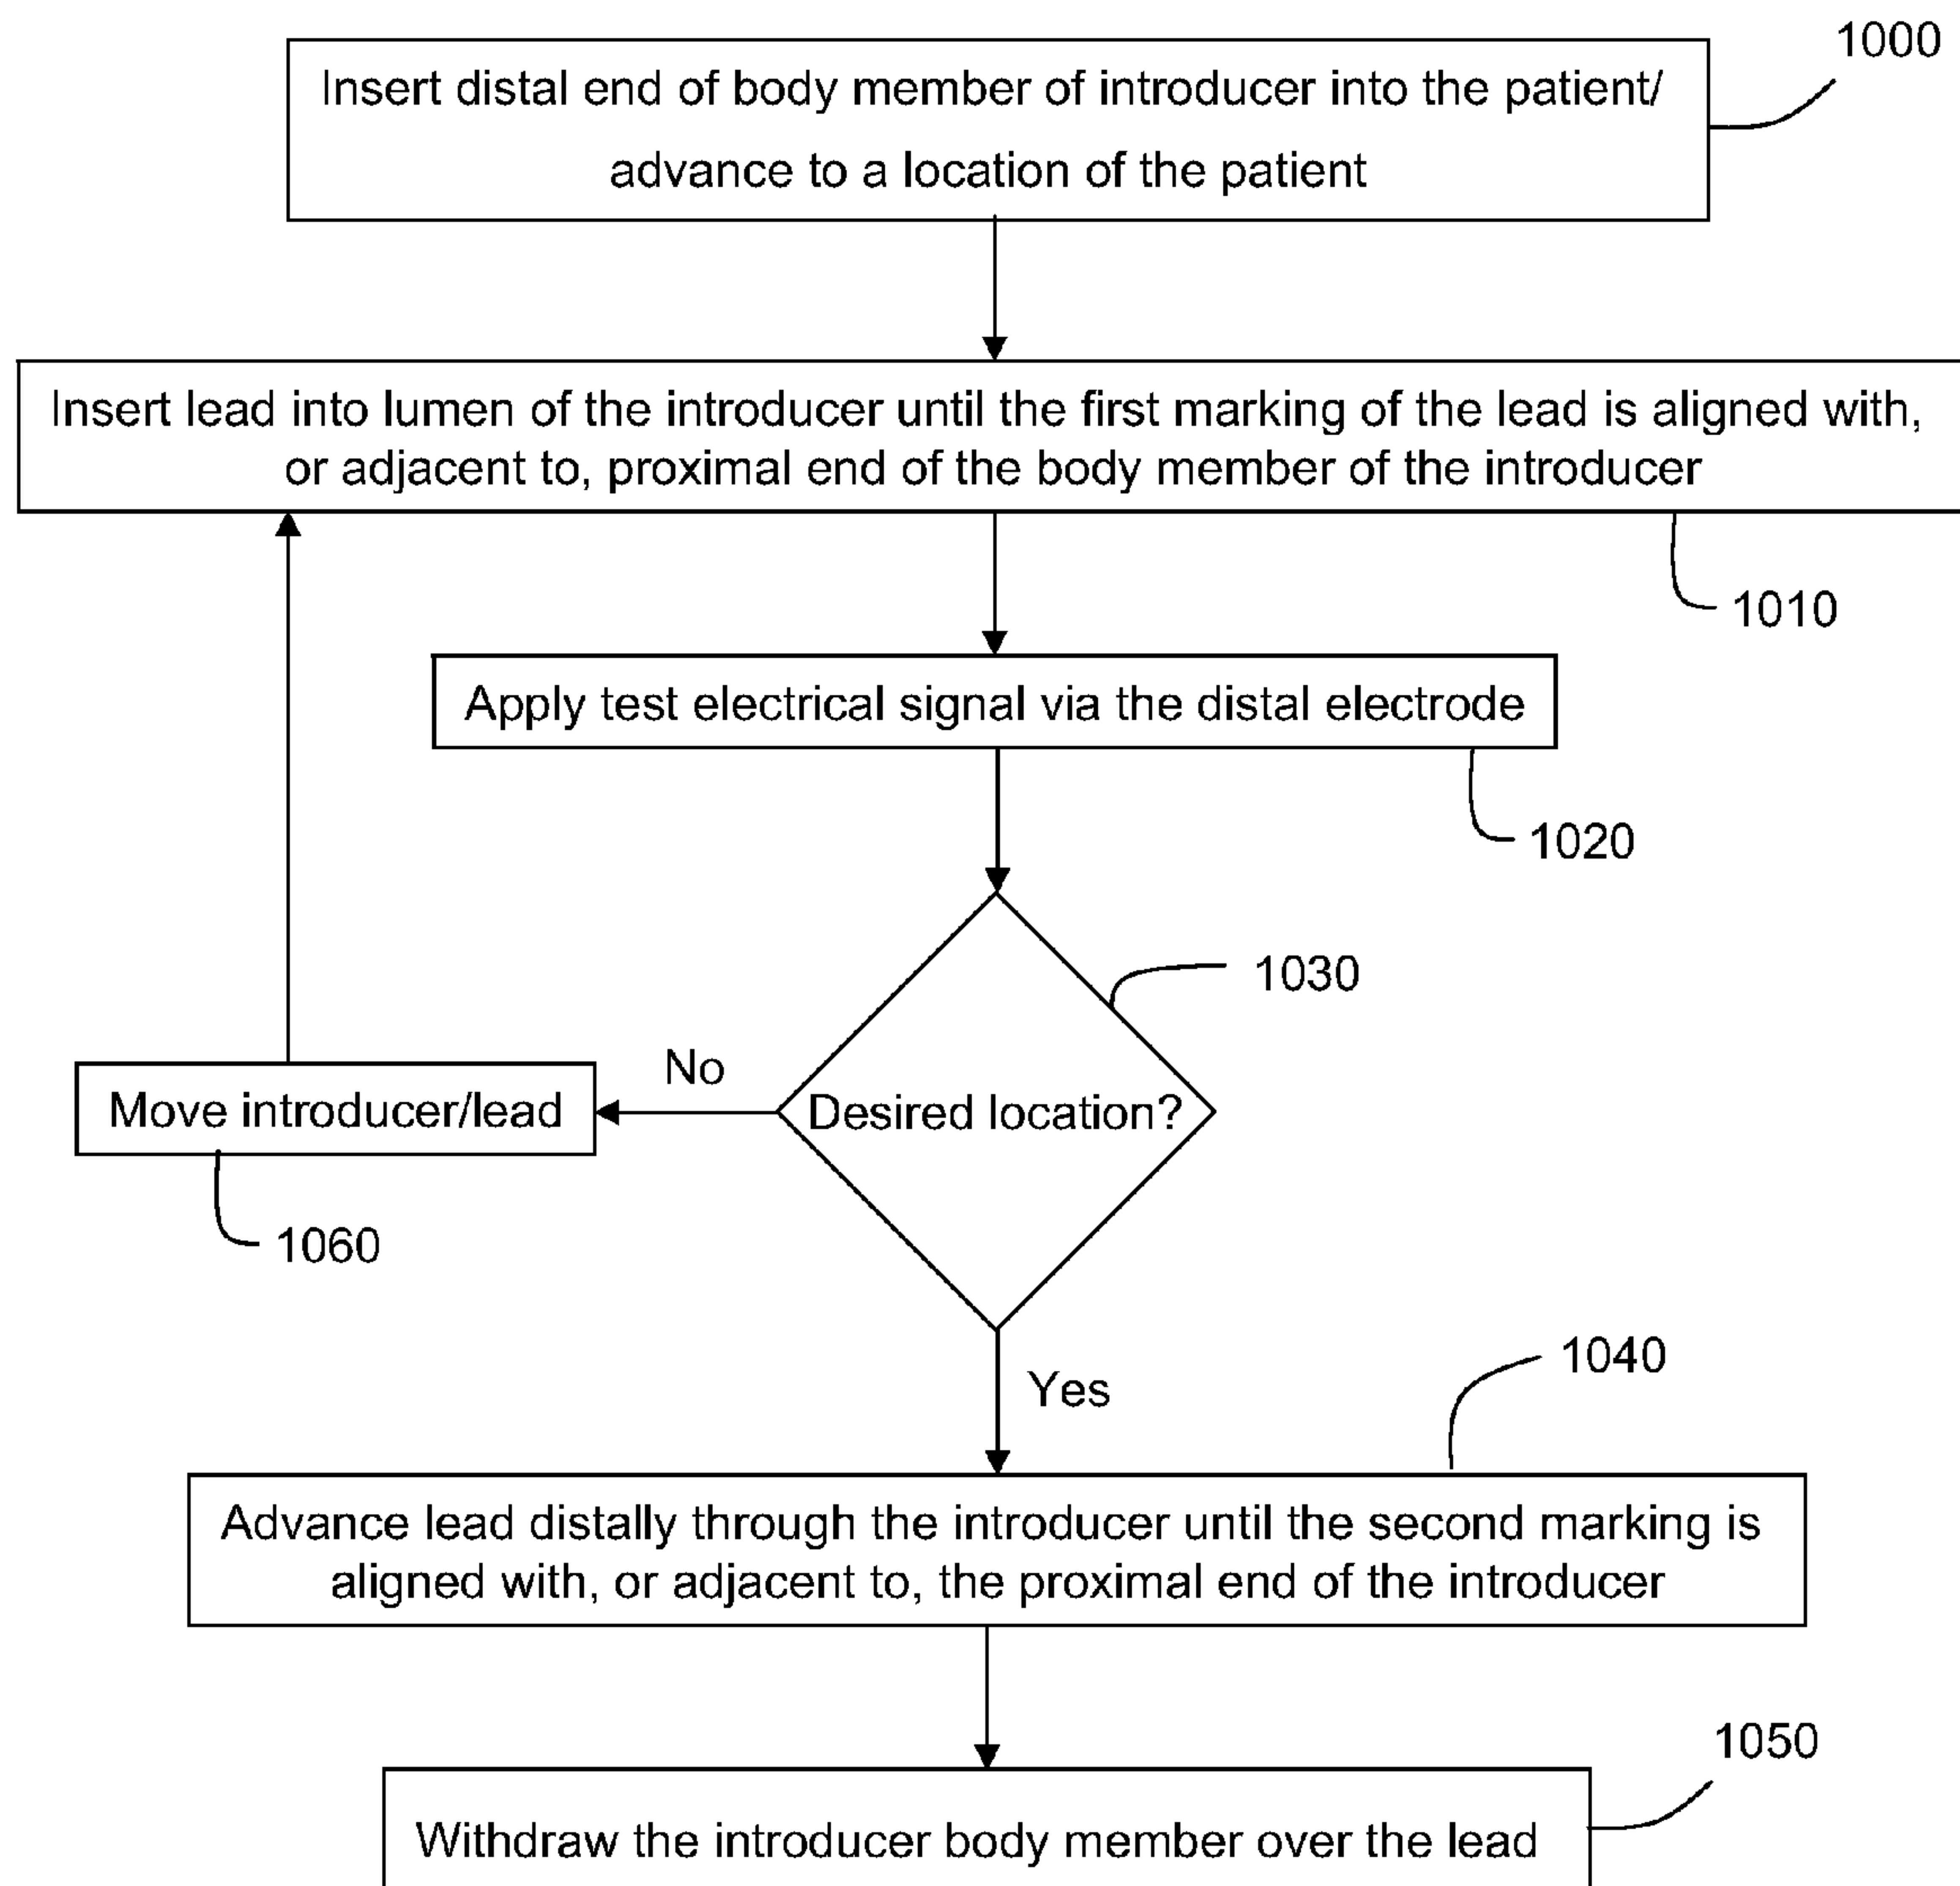 1000
Insert distal end of body member of introducer into the patient/
advance to a location of the patient
Insert lead into lumen of the introducer until the first marking of the lead is aligned with,
or adjacent to, proximal end of the body member of the introducer
1010
Apply test electrical signal via the distal electrode
1020
1030
No
Desired location?
Move introducer/lead
1060
1040
Yes
Advance lead distally through the introducer until the second marking is
aligned with, or adjacent to, the proximal end of the introducer
1050
Withdraw the introducer body member over the lead